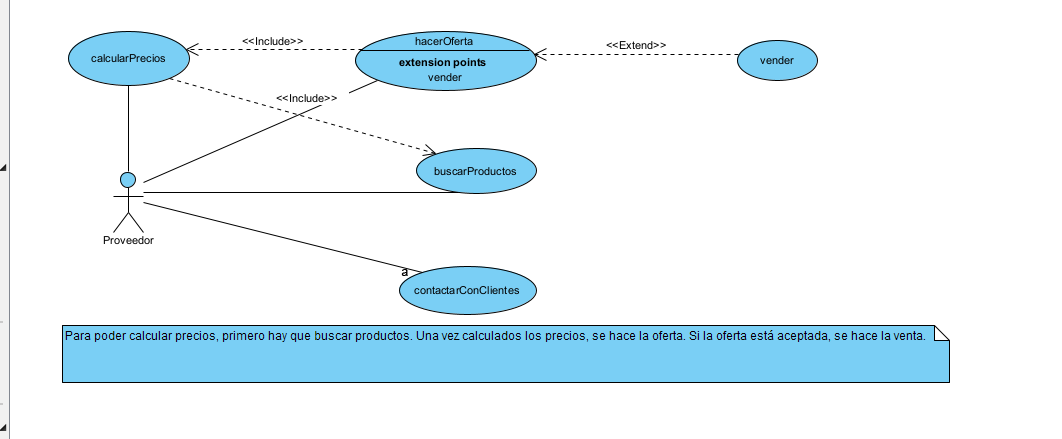 <<Include>>
hacerOferta
<<Extend>>
calcularPrecios
extension points
vender
vender
<<Include>>
buscarProductos
Proveedor
a
contactarConClientes
Para poder calcular precios, primero hay que buscar productos. Una vez calculados los precios, se hace la oferta. Si la oferta está aceptada, se hace la venta.